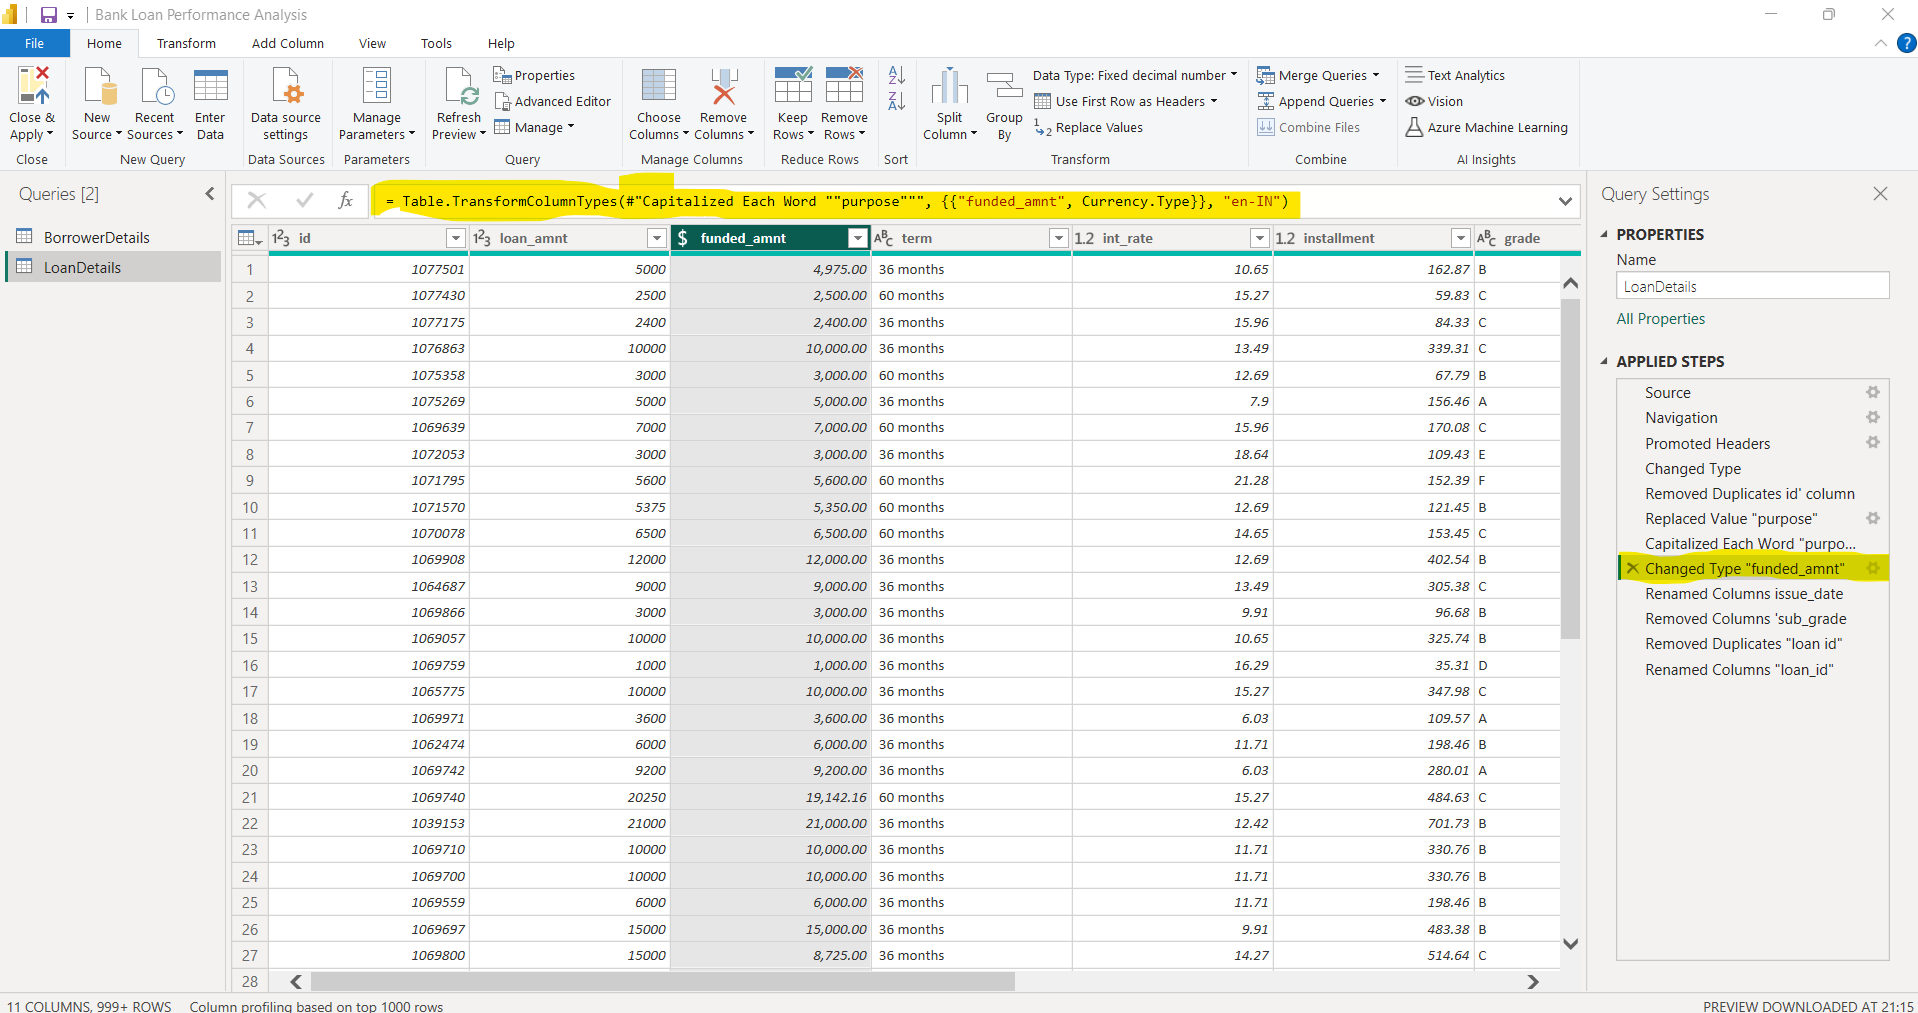 Bank Loan Performance Analysis
File Home Transform Add Column View Tools Help
Close & Apply
Close
New Source
Recent Sources
Enter Data
New Query
Data source settings
Data Sources
Manage Parameters
Parameters
Refresh Preview
Properties
Advanced Editor
Manage
Query
Choose Columns
Remove Columns
Manage Columns
Keep Rows
Remove Rows
Reduce Rows
Sort
Split Column
Group By
Data Type: Fixed decimal number
Use First Row as Headers
Replace Values
Transform
Merge Queries
Append Queries
Combine Files
Combine
Text Analytics
Vision
Azure Machine Learning
AI Insights
Queries [2]
BorrowerDetails
LoanDetails
fx
= Table.TransformColumnTypes(#"Capitalized Each Word ""purpose""", {{"funded_amnt", Currency.Type}}, "en-IN")
123 id 123 loan_amnt $ funded_amnt ABC term 1.2 int_rate 1.2 installment ABC grade
1 1077501 5000 4,975.00 36 months 10.65 162.87 B
2 1077430 2500 2,500.00 60 months 15.27 59.83 C
3 1077175 2400 2,400.00 36 months 15.96 84.33 C
4 1076863 10000 10,000.00 36 months 13.49 339.31 C
5 1075358 3000 3,000.00 60 months 12.69 67.79 B
6 1075269 5000 5,000.00 36 months 7.9 156.46 A
7 1069639 7000 7,000.00 60 months 15.96 170.08 C
8 1072053 3000 3,000.00 36 months 18.64 109.43 E
9 1071795 5600 5,600.00 60 months 21.28 152.39 F
10 1071570 5375 5,350.00 60 months 12.69 121.45 B
11 1070078 6500 6,500.00 60 months 14.65 153.45 C
12 1069908 12000 12,000.00 36 months 12.69 402.54 B
13 1064687 9000 9,000.00 36 months 13.49 305.38 C
14 1069866 3000 3,000.00 36 months 9.91 96.68 B
15 1069057 10000 10,000.00 36 months 10.65 325.74 B
16 1069759 1000 1,000.00 36 months 16.29 35.31 D
17 1065775 10000 10,000.00 36 months 15.27 347.98 C
18 1069971 3600 3,600.00 36 months 6.03 109.57 A
19 1062474 6000 6,000.00 36 months 11.71 198.46 B
20 1069742 9200 9,200.00 36 months 6.03 280.01 A
21 1069740 20250 19,142.16 60 months 15.27 484.63 C
22 1039153 21000 21,000.00 36 months 12.42 701.73 B
23 1069710 10000 10,000.00 36 months 11.71 330.76 B
24 1069700 10000 10,000.00 36 months 11.71 330.76 B
25 1069559 6000 6,000.00 36 months 11.71 198.46 B
26 1069697 15000 15,000.00 36 months 9.91 483.38 B
27 1069800 15000 8,725.00 36 months 14.27 514.64 C
28
Query Settings
PROPERTIES
Name
LoanDetails
All Properties
APPLIED STEPS
Source
Navigation
Promoted Headers
Changed Type
Removed Duplicates id' column
Replaced Value "purpose"
Capitalized Each Word "purpo...
Changed Type "funded_amnt"
Renamed Columns issue_date
Removed Columns 'sub_grade
Removed Duplicates "loan id"
Renamed Columns "loan_id"
11 COLUMNS, 999+ ROWS Column profiling based on top 1000 rows
PREVIEW DOWNLOADED AT 21:15